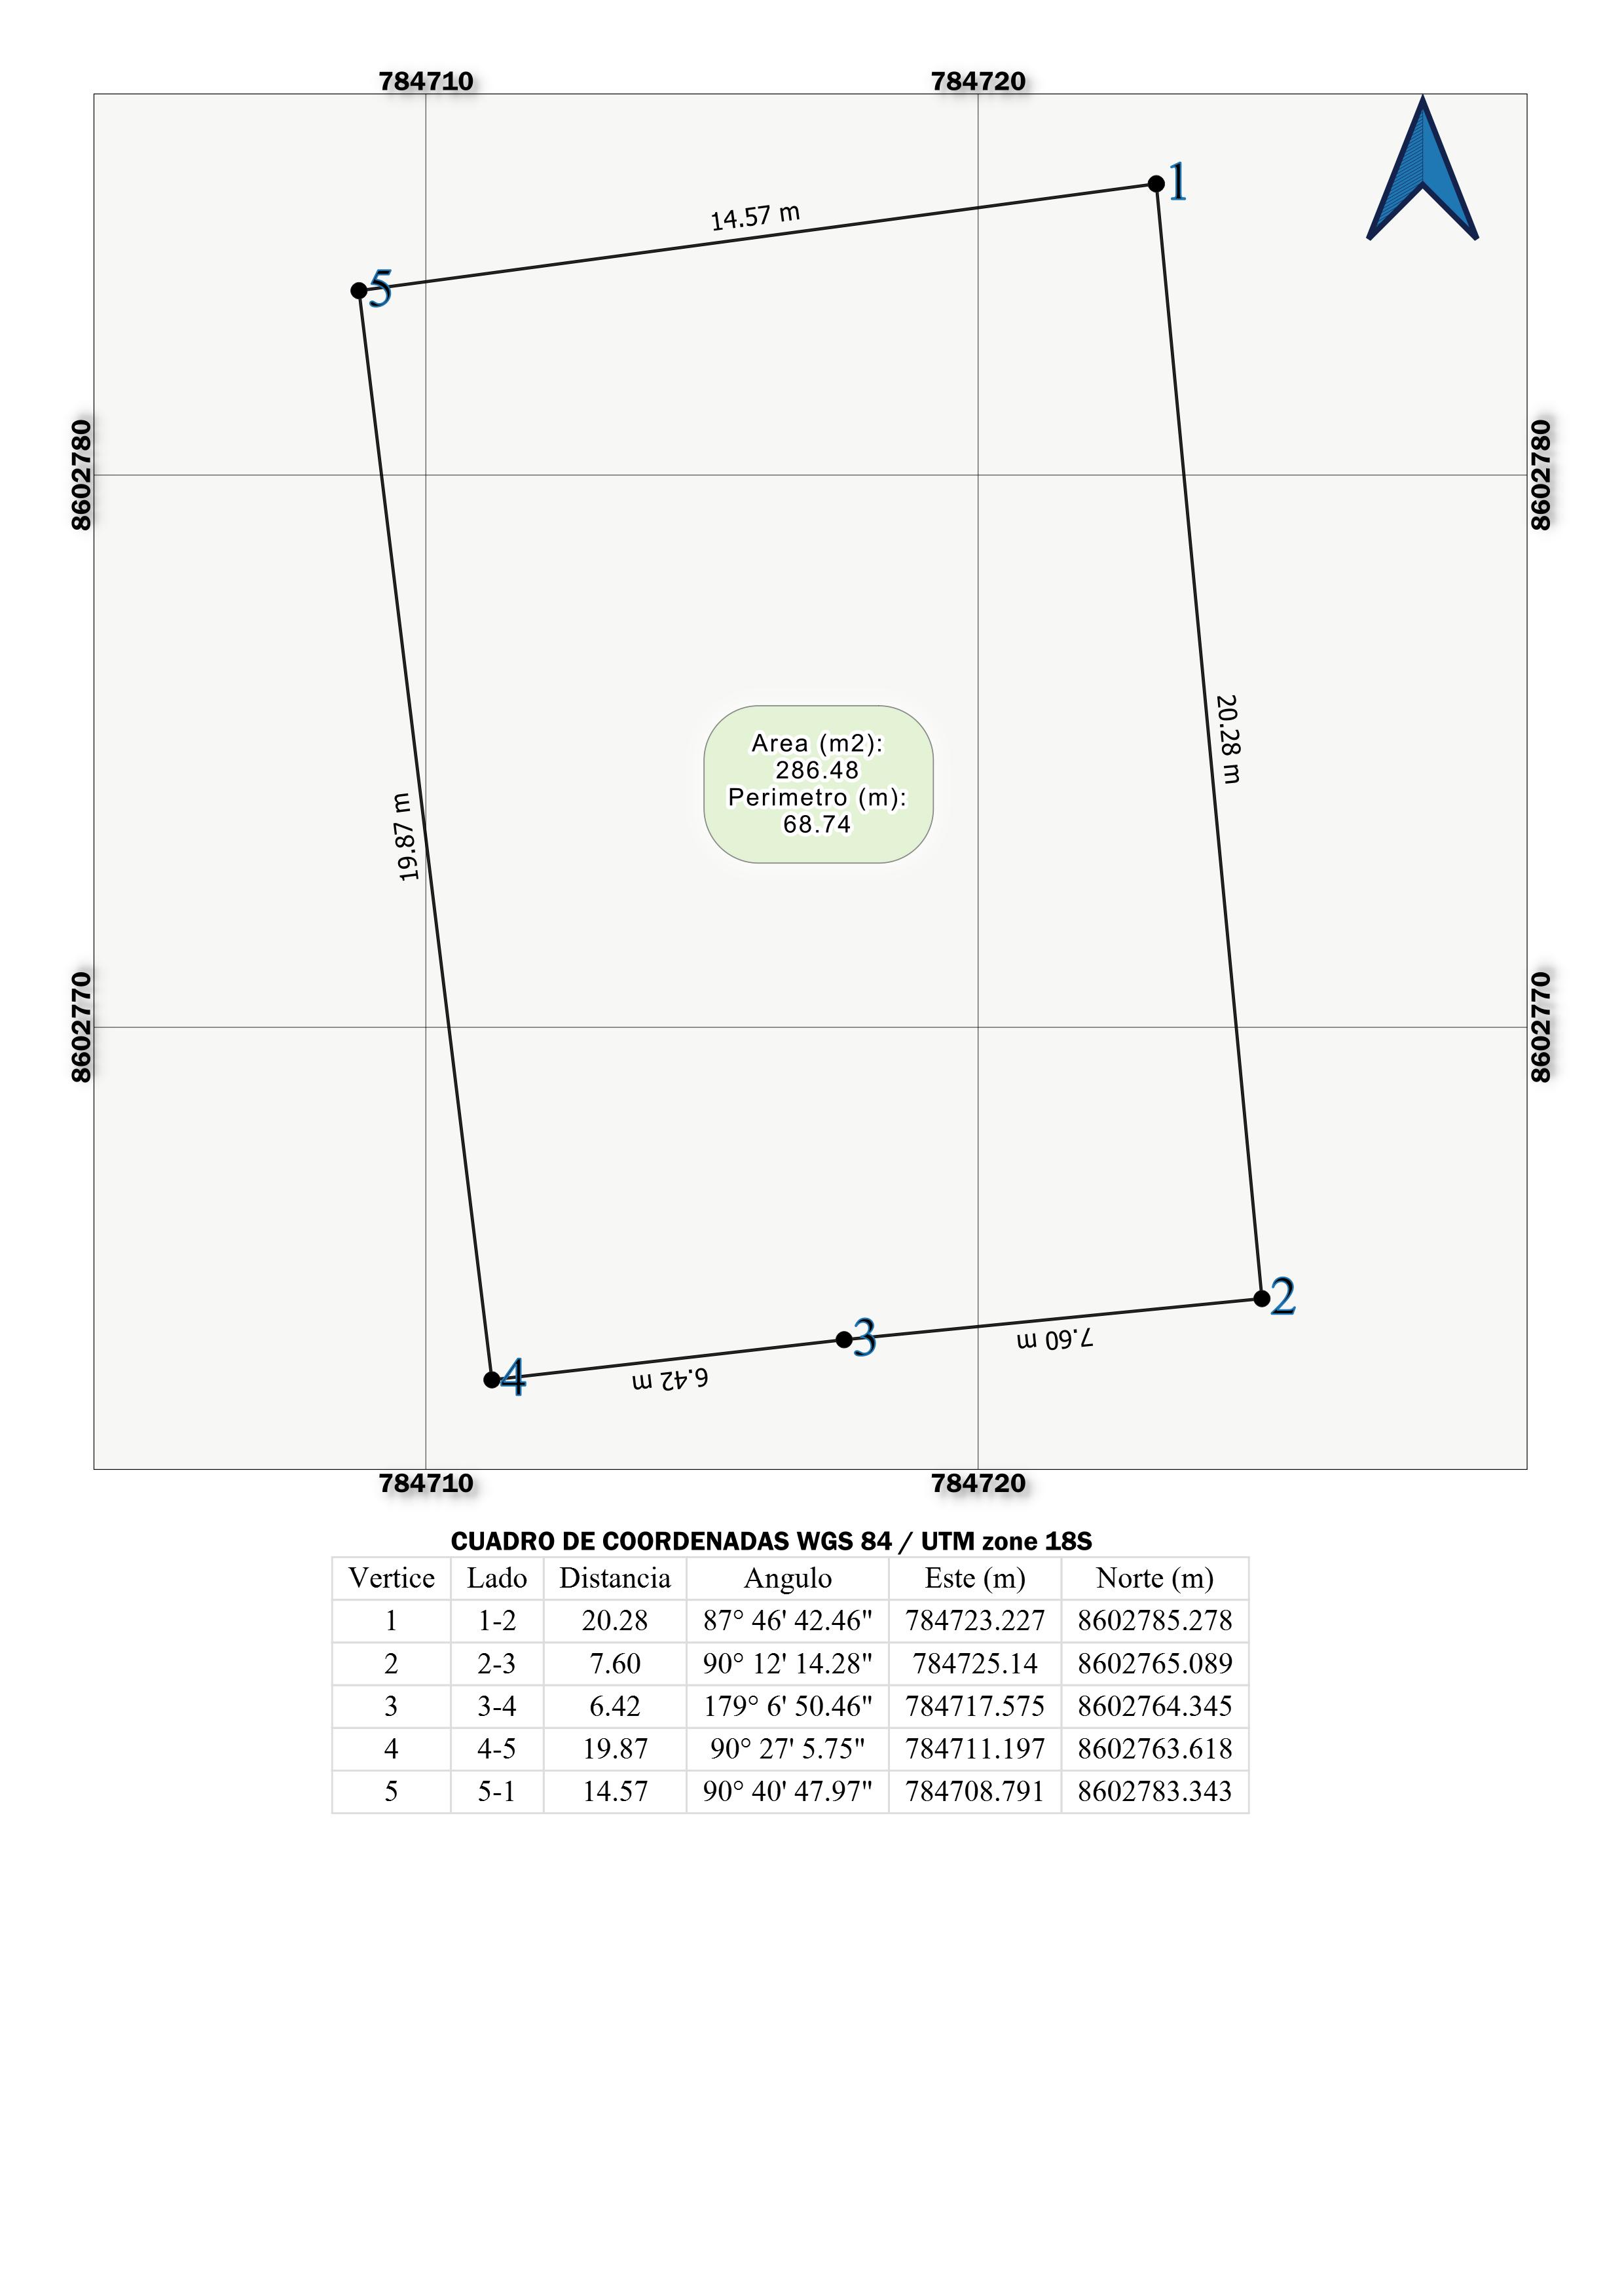 784710 784720
1
14.57 m
5
8602780 8602780
20.28 m
Area (m2):
286.48
Perimetro (m):
68.74
19.87 m
8602770 8602770
2
3
7.60 m
4
6.42 m
784710 784720
CUADRO DE COORDENADAS WGS 84 / UTM zone 18S
Vertice Lado Distancia Angulo Este (m) Norte (m)
1 1-2 20.28 87° 46' 42.46" 784723.227 8602785.278
2 2-3 7.60 90° 12' 14.28" 784725.14 8602765.089
3 3-4 6.42 179° 6' 50.46" 784717.575 8602764.345
4 4-5 19.87 90° 27' 5.75" 784711.197 8602763.618
5 5-1 14.57 90° 40' 47.97" 784708.791 8602783.343